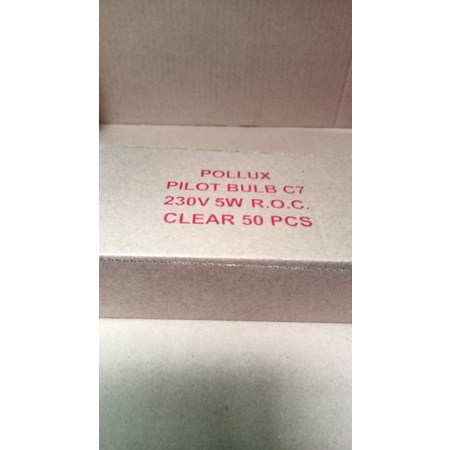 POLLUX
PILOT BULB C7
230V 5W R.O.C.
CLEAR 50 PCS